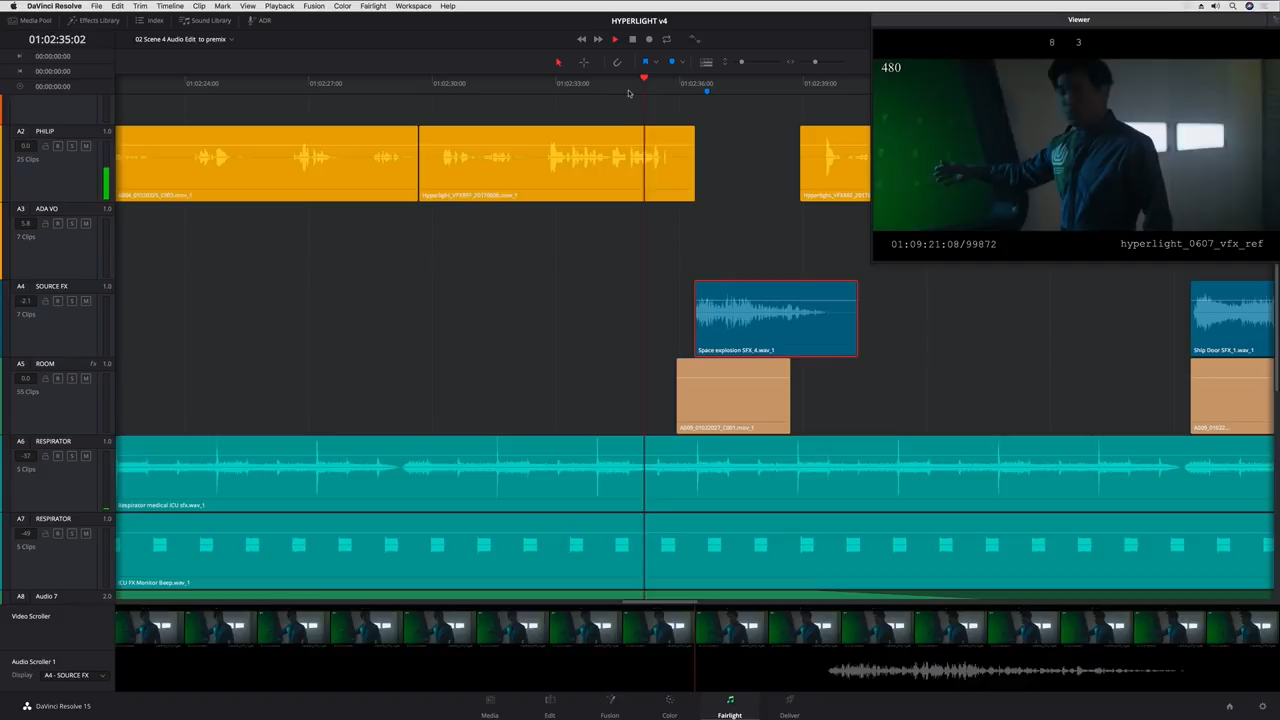 DaVinci Resolve File Edit Trim Timeline Clip Mark View Playback Fusion Color Fairlight Workspace Help
Media Pool Effects Library Index Sound Library ADR
HYPERLIGHT v4
Viewer
01:02:35:02
02 Scene 4 Audio Edit to premix
00:00:00:00
00:00:00:00
00:00:00:00
01:02:24:00 01:02:27:00 01:02:30:00 01:02:33:00 01:02:36:00 01:02:39:00
8 3
480
01:09:21:08/99872 hyperlight_0607_vfx_ref
A2 PHILIP 1.0
0.0 R S M
25 Clips
A3 ADA VO 1.0
5.8 R S M
7 Clips
A4 SOURCE FX 1.0
-2.1 R S M
7 Clips
Space explosion SFX_4.wav_1 Ship Door SFX_1.wav_1
A5 ROOM fx 1.0
0.0 R S M
55 Clips
A6 RESPIRATOR 1.0
-37 R S M
5 Clips
Respirator medical ICU sfx.wav_1
A7 RESPIRATOR 1.0
-49 R S M
5 Clips
ICU FX Monitor Beep.wav_1
A8 Audio 7 2.0
Video Scroller
Audio Scroller 1
Display A4 - SOURCE FX
DaVinci Resolve 15
Media Edit Fusion Color Fairlight Deliver